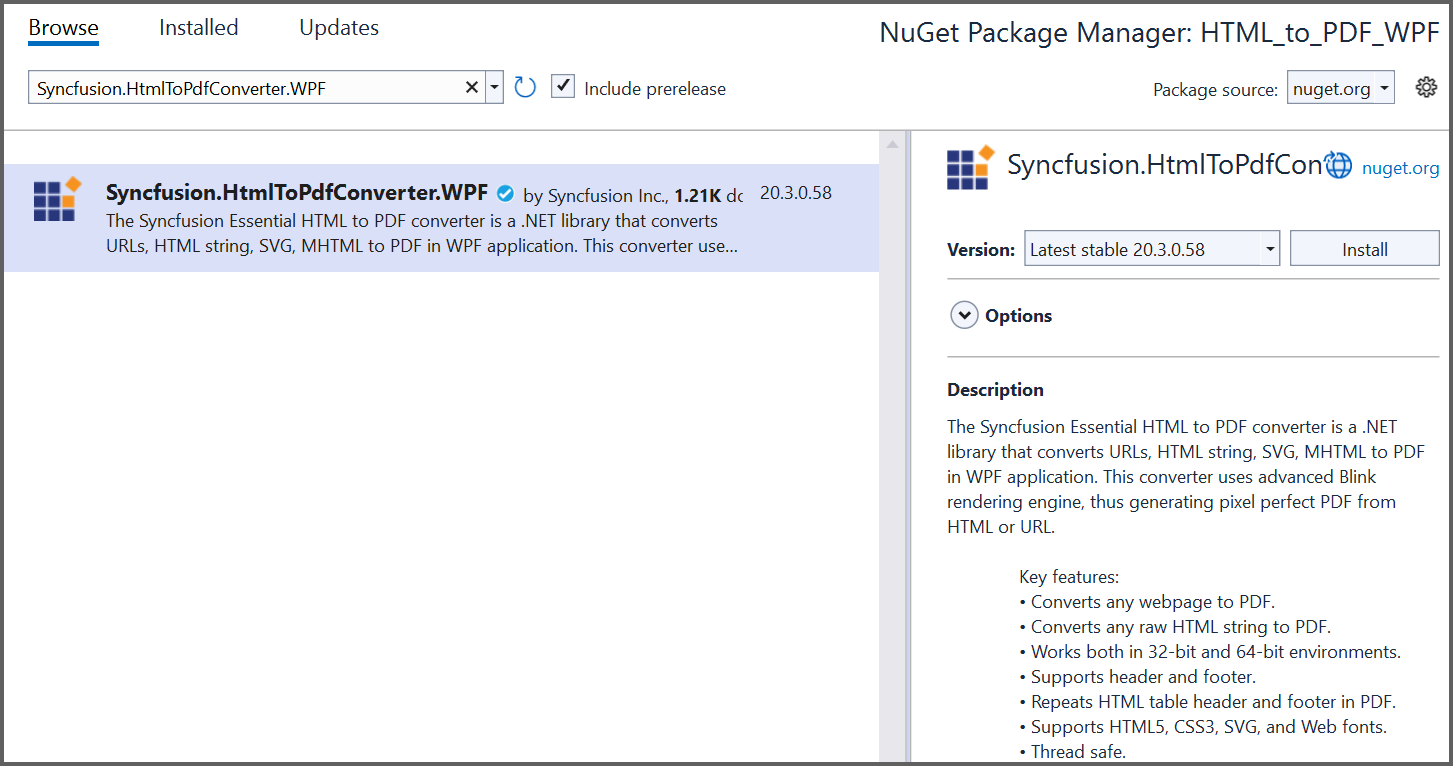 Browse Installed Updates
NuGet Package Manager: HTML_to_PDF_WPF
Syncfusion.HtmlToPdfConverter.WPF
Include prerelease
Package source: nuget.org
Syncfusion.HtmlToPdfConverter.WPF by Syncfusion Inc., 1.21K dc 20.3.0.58
The Syncfusion Essential HTML to PDF converter is a .NET library that converts
URLs, HTML string, SVG, MHTML to PDF in WPF application. This converter use...
Syncfusion.HtmlToPdfCon nuget.org
Version: Latest stable 20.3.0.58 Install
Options
Description
The Syncfusion Essential HTML to PDF converter is a .NET
library that converts URLs, HTML string, SVG, MHTML to PDF
in WPF application. This converter uses advanced Blink
rendering engine, thus generating pixel perfect PDF from
HTML or URL.
Key features:
• Converts any webpage to PDF.
• Converts any raw HTML string to PDF.
• Works both in 32-bit and 64-bit environments.
• Supports header and footer.
• Repeats HTML table header and footer in PDF.
• Supports HTML5, CSS3, SVG, and Web fonts.
• Thread safe.